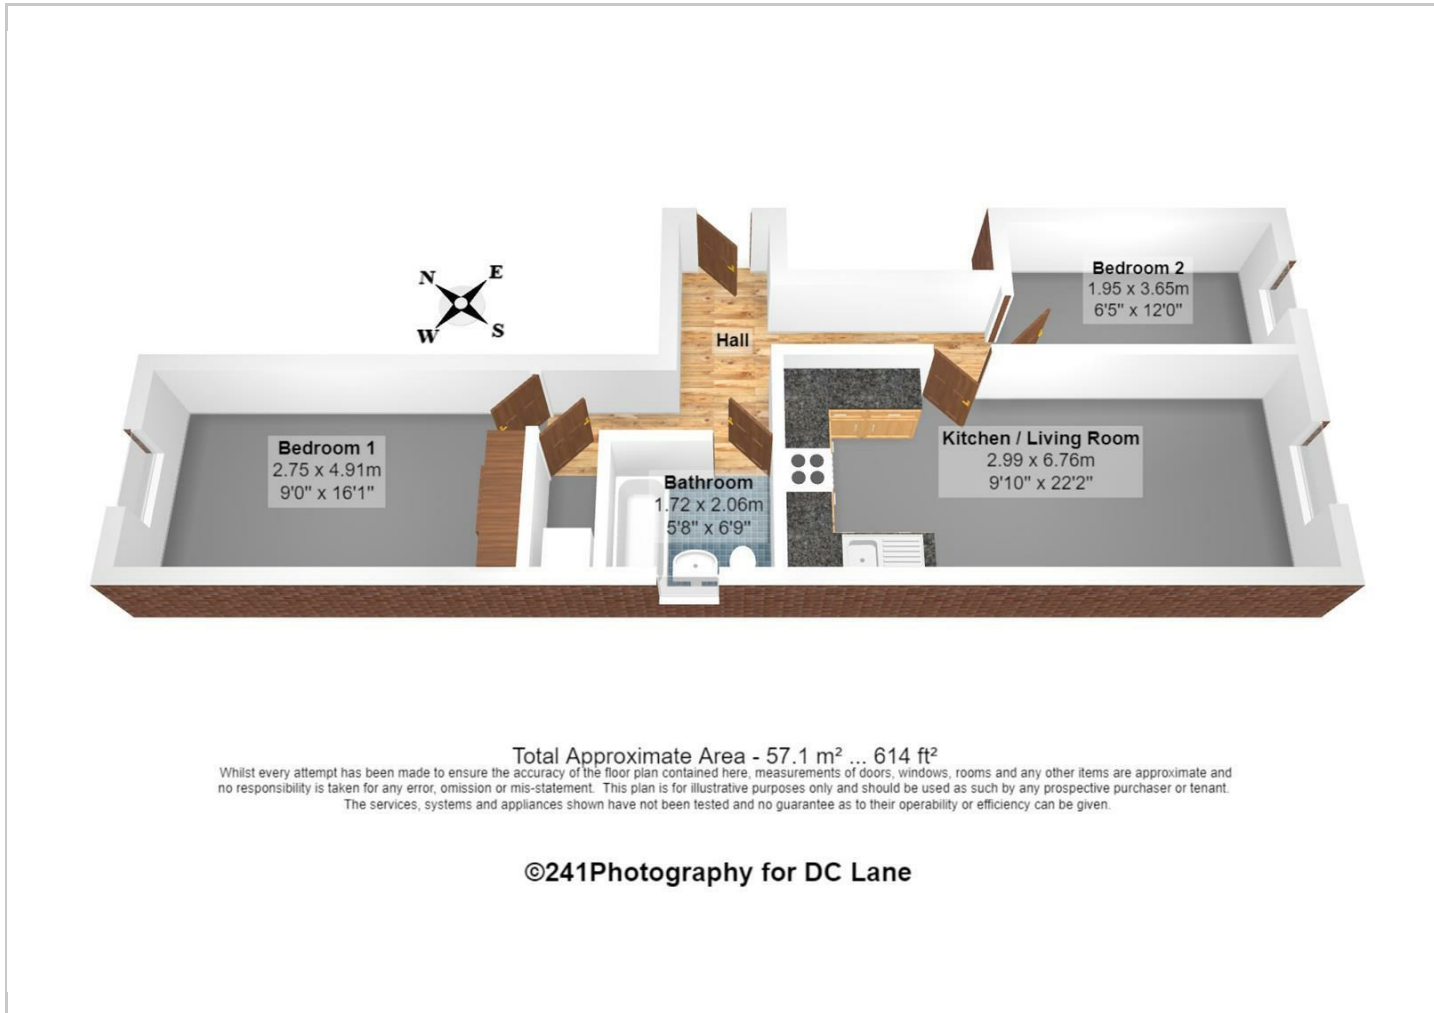 N
E
W
S
Hall
Bedroom 2
1.95 x 3.65m
6'5" x 12'0"
Bedroom 1
2.75 x 4.91m
9'0" x 16'1"
Kitchen / Living Room
2.99 x 6.76m
9'10" x 22'2"
Bathroom
1.72 x 2.06m
5'8" x 6'9"
Total Approximate Area - 57.1 m² ... 614 ft²
Whilst every attempt has been made to ensure the accuracy of the floor plan contained here, measurements of doors, windows, rooms and any other items are approximate and
no responsibility is taken for any error, omission or mis-statement. This plan is for illustrative purposes only and should be used as such by any prospective purchaser or tenant.
The services, systems and appliances shown have not been tested and no guarantee as to their operability or efficiency can be given.
©241Photography for DC Lane